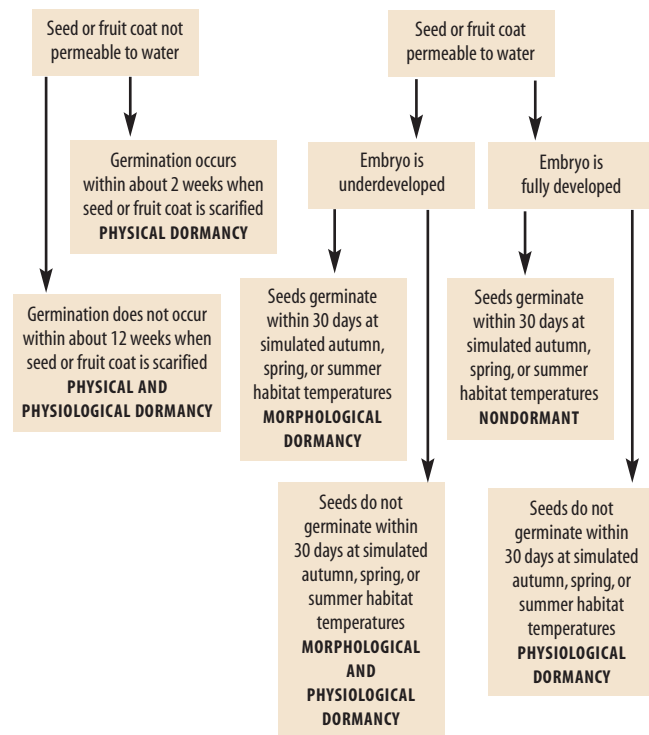 Seed or fruit coat not
permeable to water
Seed or fruit coat
permeable to water
Germination occurs
within about 2 weeks when
seed or fruit coat is scarified
PHYSICAL DORMANCY
Embryo is
underdeveloped
Embryo is
fully developed
Germination does not occur
within about 12 weeks when
seed or fruit coat is scarified
PHYSICAL AND
PHYSIOLOGICAL DORMANCY
Seeds germinate
within 30 days at
simulated autumn,
spring, or summer
habitat temperatures
MORPHOLOGICAL
DORMANCY
Seeds germinate
within 30 days at
simulated autumn,
spring, or summer
habitat temperatures
NONDORMANT
Seeds do not
germinate within
30 days at simulated
autumn, spring, or
summer habitat
temperatures
MORPHOLOGICAL
AND
PHYSIOLOGICAL
DORMANCY
Seeds do not
germinate within
30 days at simulated
autumn, spring, or
summer habitat
temperatures
PHYSIOLOGICAL
DORMANCY